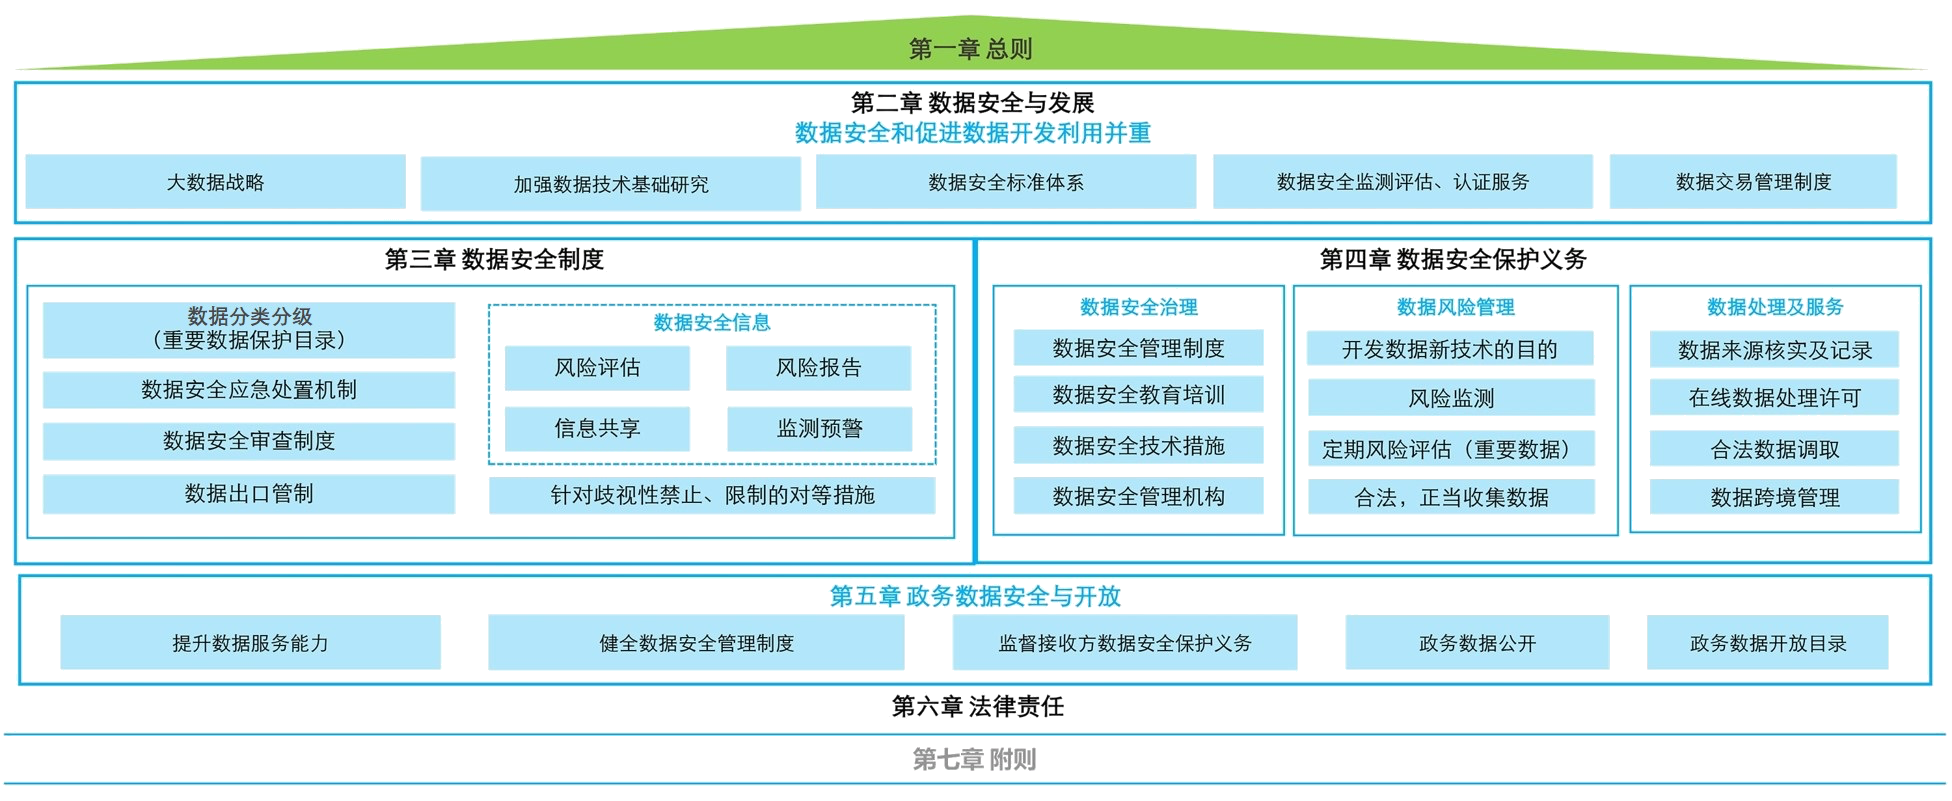 第一章 总则
第二章 数据安全与发展
数据安全和促进数据开发利用并重
大数据战略
加强数据技术基础研究
数据安全标准体系
数据安全监测评估、认证服务
数据交易管理制度
第三章 数据安全制度
数据分类分级
（重要数据保护目录）
数据安全应急处置机制
数据安全审查制度
数据出口管制
数据安全信息
风险评估
风险报告
信息共享
监测预警
针对歧视性禁止、限制的对等措施
第四章 数据安全保护义务
数据安全治理
数据安全管理制度
数据安全教育培训
数据安全技术措施
数据安全管理机构
数据风险管理
开发数据新技术的目的
风险监测
定期风险评估（重要数据）
合法，正当收集数据
数据处理及服务
数据来源核实及记录
在线数据处理许可
合法数据调取
数据跨境管理
第五章 政务数据安全与开放
提升数据服务能力
健全数据安全管理制度
监督接收方数据安全保护义务
政务数据公开
政务数据开放目录
第六章 法律责任
第七章 附则